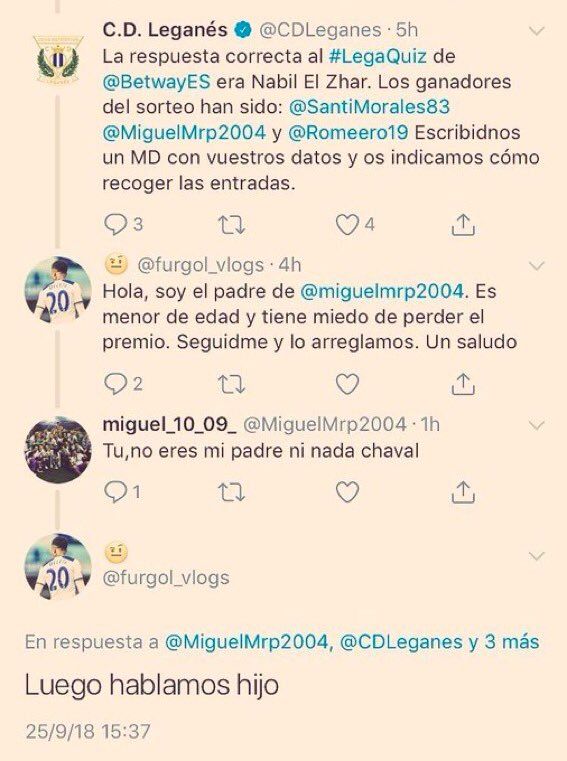 C.D. Leganés @CDLeganes · 5h
La respuesta correcta al #LegaQuiz de
@BetwayES era Nabil El Zhar. Los ganadores
del sorteo han sido: @SantiMorales83
@MiguelMrp2004 y @Romeero19 Escribidnos
un MD con vuestros datos y os indicamos cómo
recoger las entradas.
3 4
🤨 @furgol_vlogs · 4h
Hola, soy el padre de @miguelmrp2004. Es
menor de edad y tiene miedo de perder el
premio. Seguidme y lo arreglamos. Un saludo
2
miguel_10_09_ @MiguelMrp2004 · 1h
Tu,no eres mi padre ni nada chaval
1
🤨
@furgol_vlogs
20
20
En respuesta a @MiguelMrp2004, @CDLeganes y 3 más
Luego hablamos hijo
25/9/18 15:37